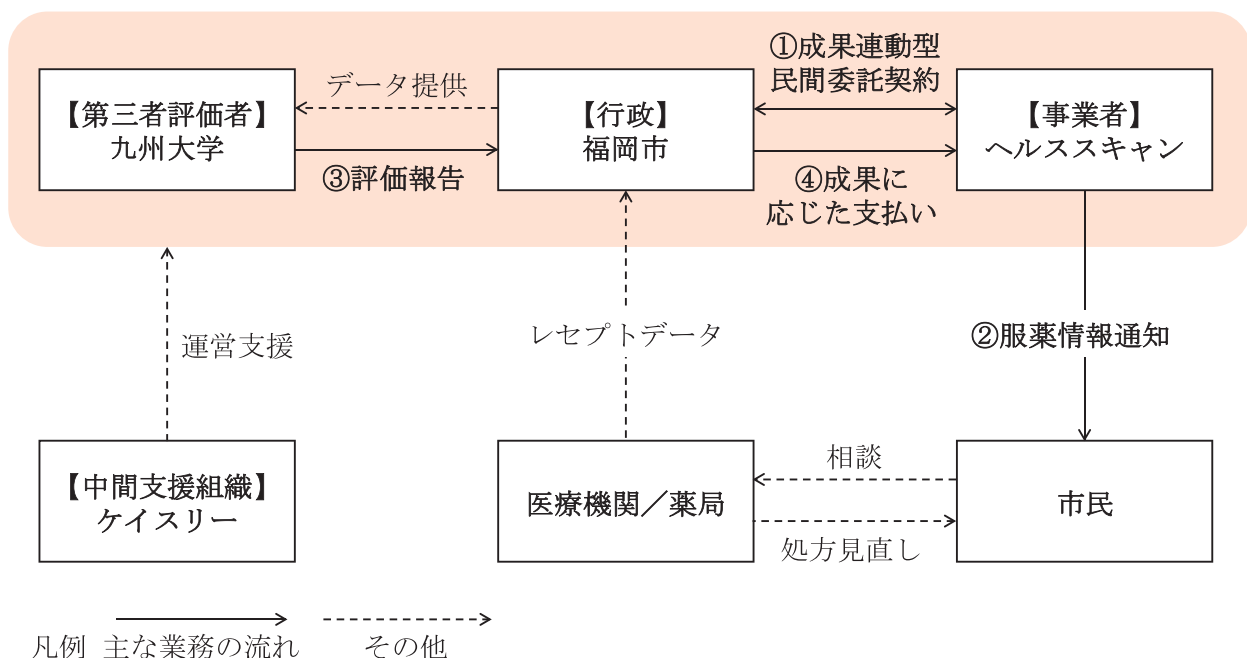 ①成果連動型
民間委託契約
データ提供
【第三者評価者】
九州大学
【行政】
福岡市
【事業者】
ヘルススキャン
③評価報告
④成果に
応じた支払い
運営支援
レセプトデータ
②服薬情報通知
【中間支援組織】
ケイスリー
医療機関／薬局
相談
処方見直し
市民
凡例 主な業務の流れ その他